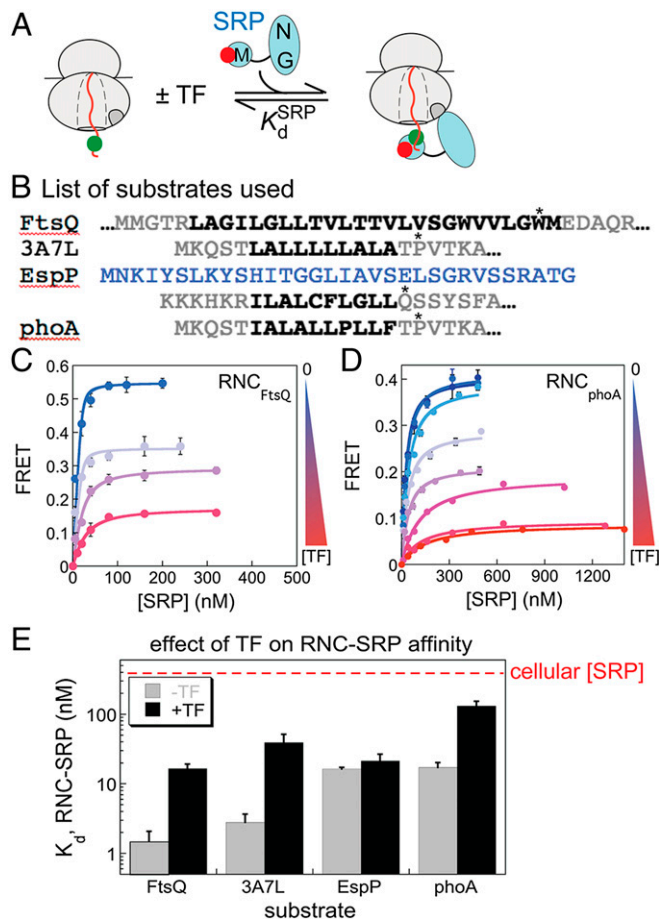 A
SRP
M
N
G
± TF
K_d^SRP
B List of substrates used
*
FtsQ ...MMGTRLAGILGLLTVLTTVLVSGWVVLGWMEDAQR...
*
3A7L MKQSTLALLLLLLALATPVTKA...
EspP MNKIYSLKYSHITGGLIAVSELSGRVSSRATG
*
KKKHKRILALCFLGLLQSSYSFA...
*
phoA MKQSTIALALLPLLFTPVTKA...
C
RNC_FtsQ
0.6
0.5
0.4
0.3
0.2
0.1
0.0
FRET
0 100 200 300 400 500
[SRP] (nM)
0
[TF]
D
RNC_phoA
0.4
0.3
0.2
0.1
0
FRET
0 300 600 900 1200
[SRP] (nM)
0
[TF]
E
effect of TF on RNC-SRP affinity
cellular [SRP]
-TF
+TF
100
10
1
K_d, RNC-SRP (nM)
FtsQ 3A7L EspP phoA
substrate